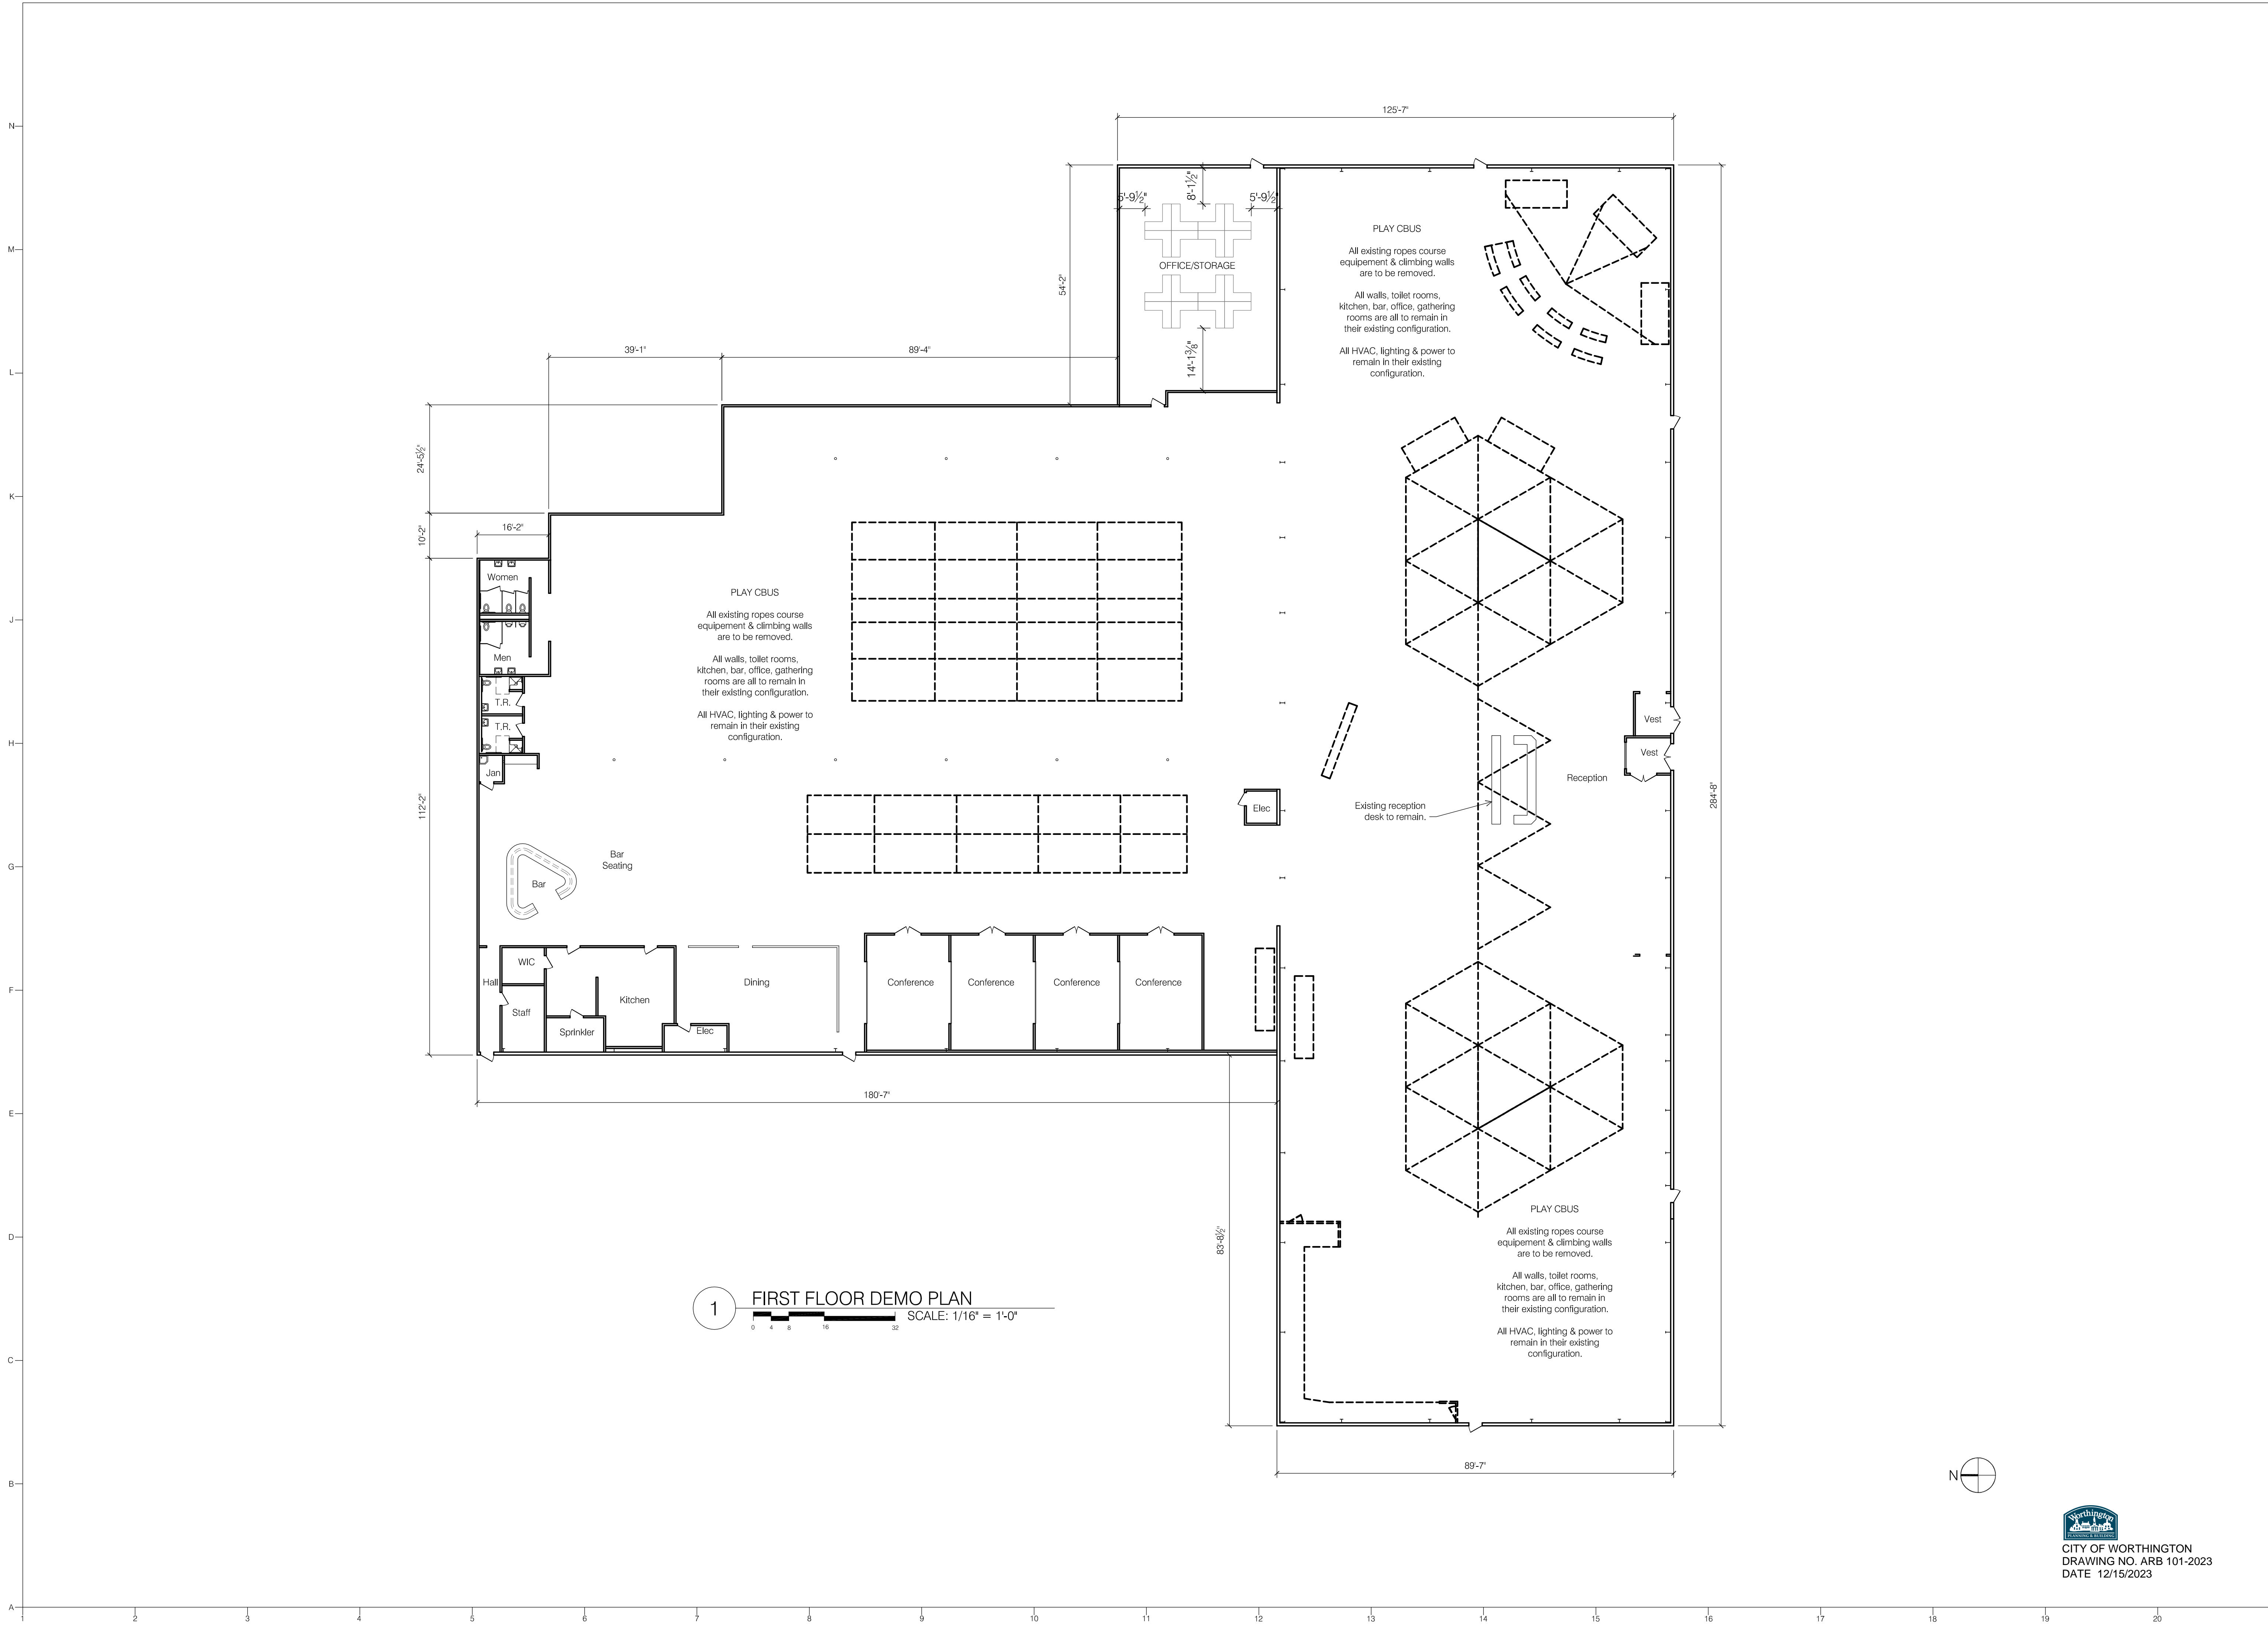 125'-7"
N
8'-1½"
5'-9½"
5'-9½"
PLAY CBUS
All existing ropes course
equipement & climbing walls
are to be removed.
All walls, toilet rooms,
kitchen, bar, office, gathering
rooms are all to remain in
their existing configuration.
All HVAC, lighting & power to
remain in their existing
configuration.
M
OFFICE/STORAGE
54'-2"
14'-1⅜"
39'-1"
89'-4"
L
24'-5½"
K
10'-2"
16'-2"
Women
J
Men
T.R.
T.R.
Jan
PLAY CBUS
All existing ropes course
equipement & climbing walls
are to be removed.
All walls, toilet rooms,
kitchen, bar, office, gathering
rooms are all to remain in
their existing configuration.
All HVAC, lighting & power to
remain in their existing
configuration.
Vest
Vest
H
Reception
284'-8"
112'-2"
Elec
Existing reception
desk to remain.
Bar
Seating
G
Bar
WIC
Hall
F
Staff
Kitchen
Sprinkler
Elec
Dining
Conference
Conference
Conference
Conference
180'-7"
E
83'-8½"
D
PLAY CBUS
All existing ropes course
equipement & climbing walls
are to be removed.
All walls, toilet rooms,
kitchen, bar, office, gathering
rooms are all to remain in
their existing configuration.
All HVAC, lighting & power to
remain in their existing
configuration.
1
FIRST FLOOR DEMO PLAN
SCALE: 1/16" = 1'-0"
0 4 8 16 32
C
89'-7"
B
N
Worthington
PLANNING & BUILDING
CITY OF WORTHINGTON
DRAWING NO. ARB 101-2023
DATE 12/15/2023
A
1 2 3 4 5 6 7 8 9 10 11 12 13 14 15 16 17 18 19 20